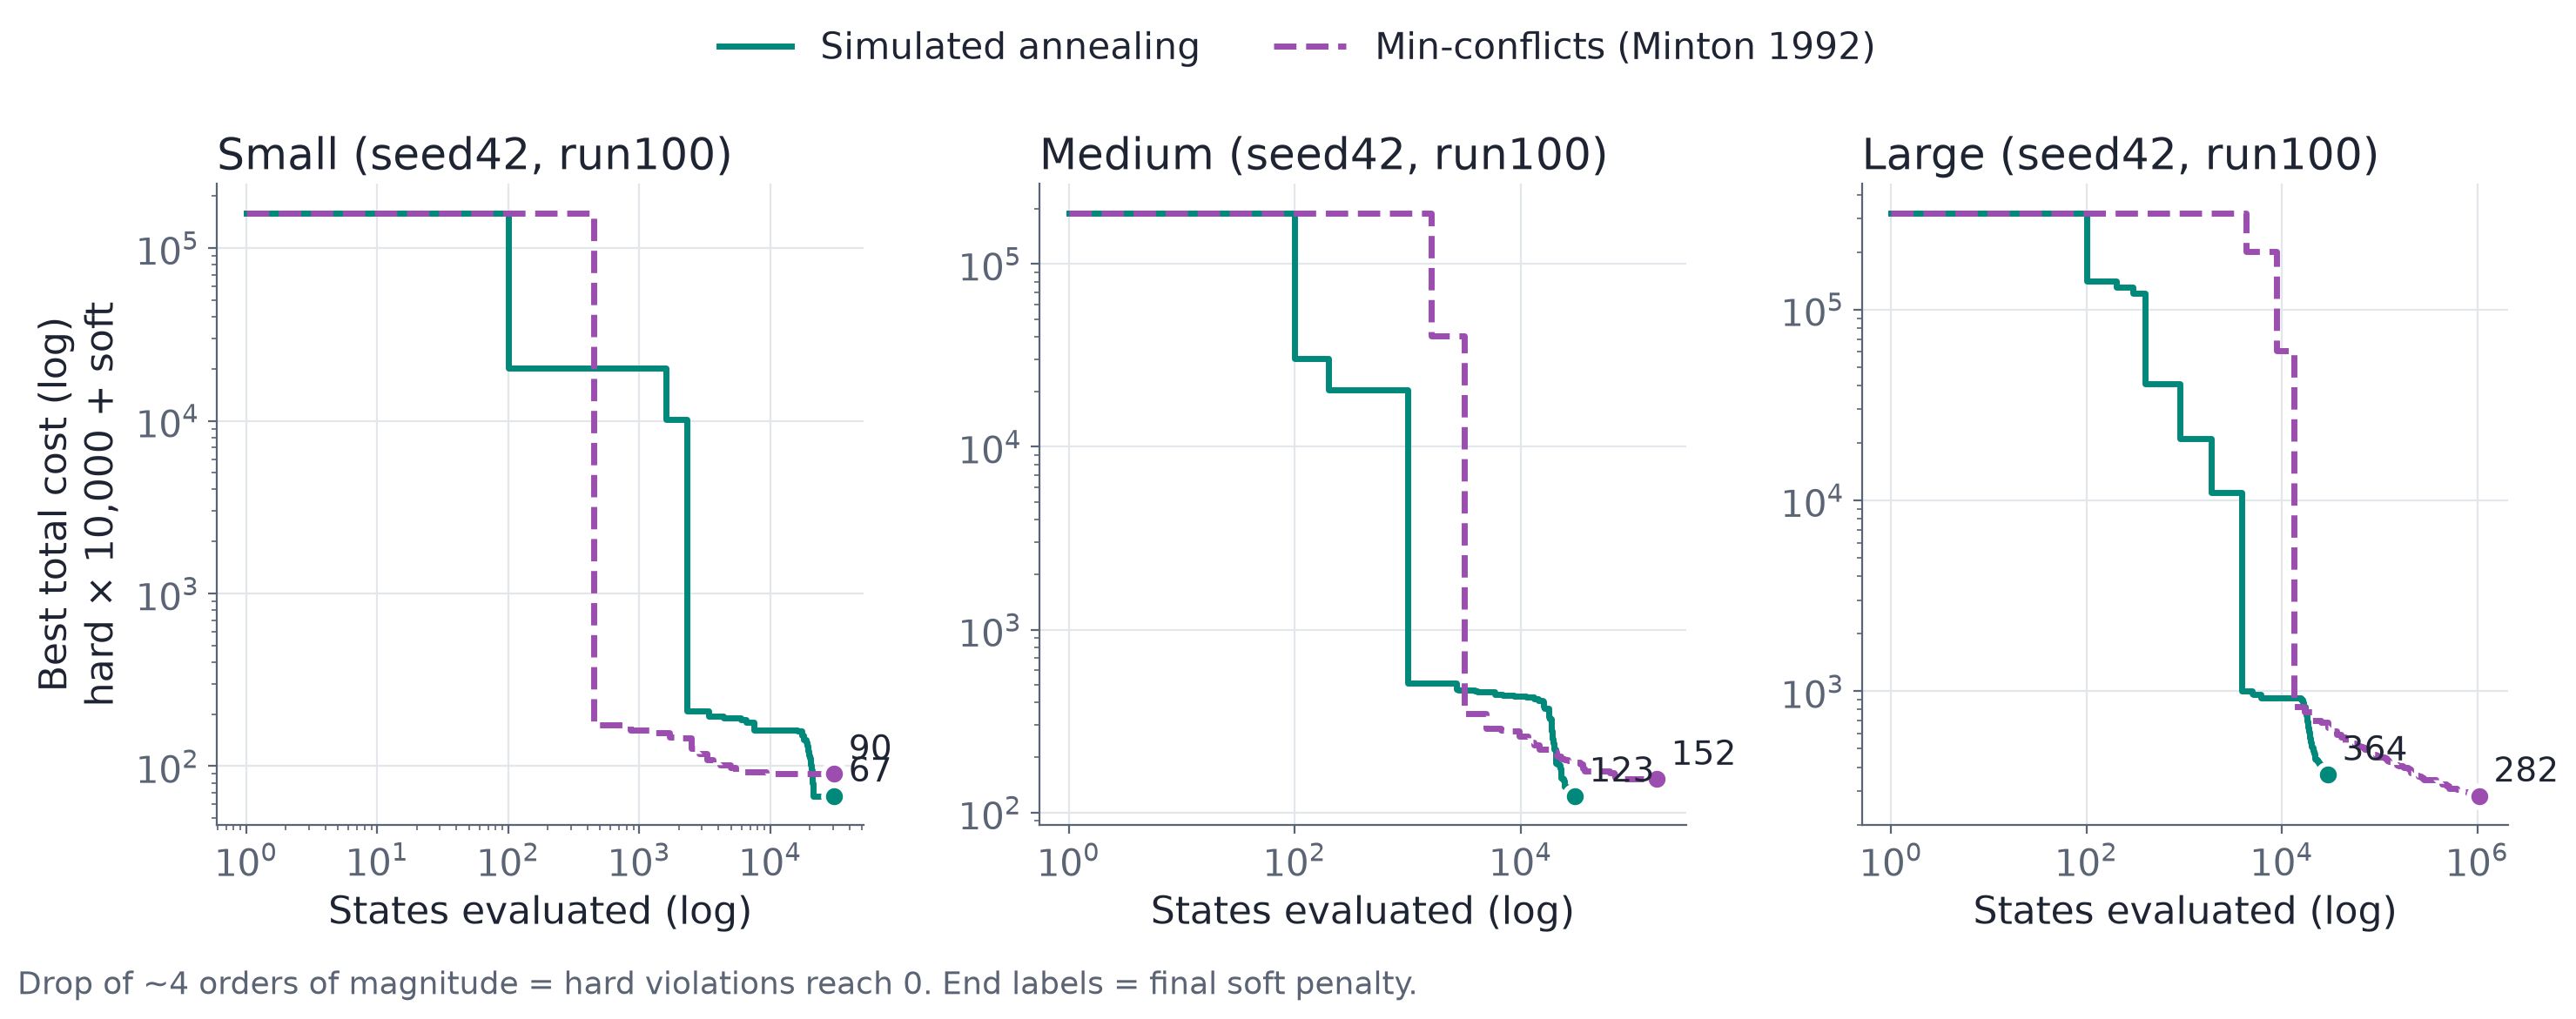 Simulated annealing
Min-conflicts (Minton 1992)
Small (seed42, run100)
Medium (seed42, run100)
Large (seed42, run100)
Best total cost (log)
hard × 10,000 + soft
10⁵
10⁴
10³
10²
90
67
10⁰ 10¹ 10² 10³ 10⁴
States evaluated (log)
10⁵
10⁴
10³
10²
123
152
10⁰ 10² 10⁴
States evaluated (log)
10⁵
10⁴
10³
364
282
10⁰ 10² 10⁴ 10⁶
States evaluated (log)
Drop of ~4 orders of magnitude = hard violations reach 0. End labels = final soft penalty.